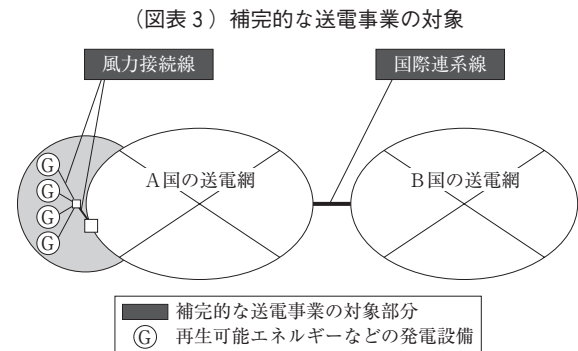 （図表３）補完的な送電事業の対象
風力接続線
国際連系線
Ｇ
Ｇ
Ｇ
Ｇ
Ａ国の送電網
Ｂ国の送電網
補完的な送電事業の対象部分
Ｇ 再生可能エネルギーなどの発電設備